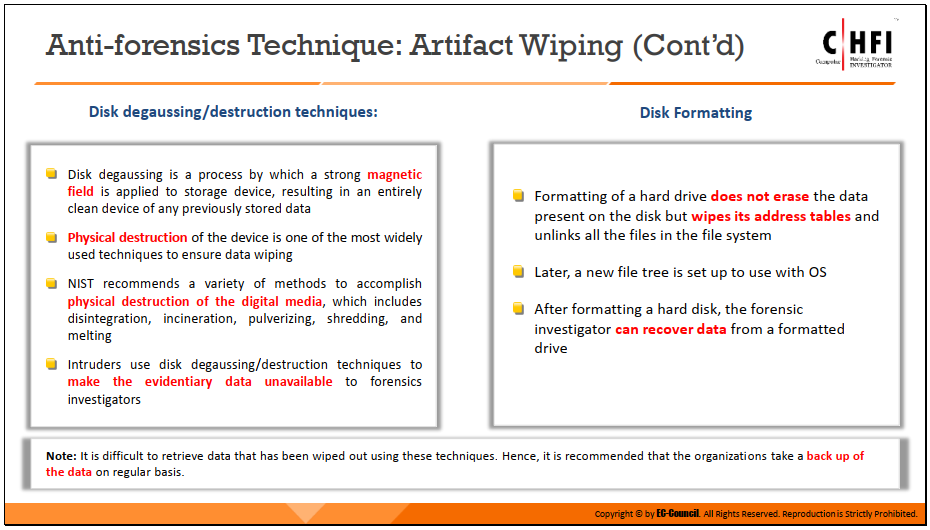 Anti-forensics Technique: Artifact Wiping (Cont’d)
C HFI
Computer Hacking Forensic
INVESTIGATOR
Disk degaussing/destruction techniques:
Disk degaussing is a process by which a strong magnetic
field is applied to storage device, resulting in an entirely
clean device of any previously stored data
Physical destruction of the device is one of the most widely
used techniques to ensure data wiping
NIST recommends a variety of methods to accomplish
physical destruction of the digital media, which includes
disintegration, incineration, pulverizing, shredding, and
melting
Intruders use disk degaussing/destruction techniques to
make the evidentiary data unavailable to forensics
investigators
Disk Formatting
Formatting of a hard drive does not erase the data
present on the disk but wipes its address tables and
unlinks all the files in the file system
Later, a new file tree is set up to use with OS
After formatting a hard disk, the forensic
investigator can recover data from a formatted
drive
Note: It is difficult to retrieve data that has been wiped out using these techniques. Hence, it is recommended that the organizations take a back up of
the data on regular basis.
Copyright © by EC-Council. All Rights Reserved. Reproduction is Strictly Prohibited.